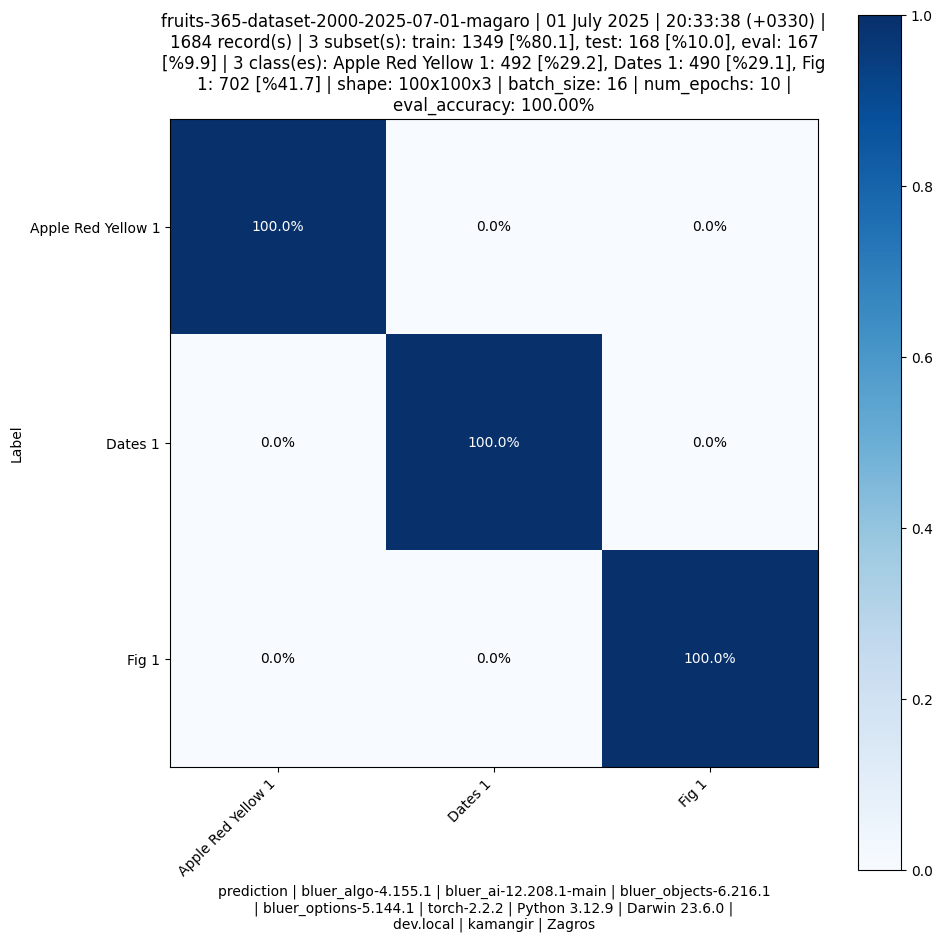 fruits-365-dataset-2000-2025-07-01-magaro | 01 July 2025 | 20:33:38 (+0330) |
1684 record(s) | 3 subset(s): train: 1349 [%80.1], test: 168 [%10.0], eval: 167
[%9.9] | 3 class(es): Apple Red Yellow 1: 492 [%29.2], Dates 1: 490 [%29.1], Fig
1: 702 [%41.7] | shape: 100x100x3 | batch_size: 16 | num_epochs: 10 |
eval_accuracy: 100.00%
1.0
0.8
0.6
0.4
0.2
0.0
Label
Apple Red Yellow 1
100.0%
0.0%
0.0%
Dates 1
0.0%
100.0%
0.0%
Fig 1
0.0%
0.0%
100.0%
Apple Red Yellow 1
Dates 1
Fig 1
prediction | bluer_algo-4.155.1 | bluer_ai-12.208.1-main | bluer_objects-6.216.1
| bluer_options-5.144.1 | torch-2.2.2 | Python 3.12.9 | Darwin 23.6.0 |
dev.local | kamangir | Zagros